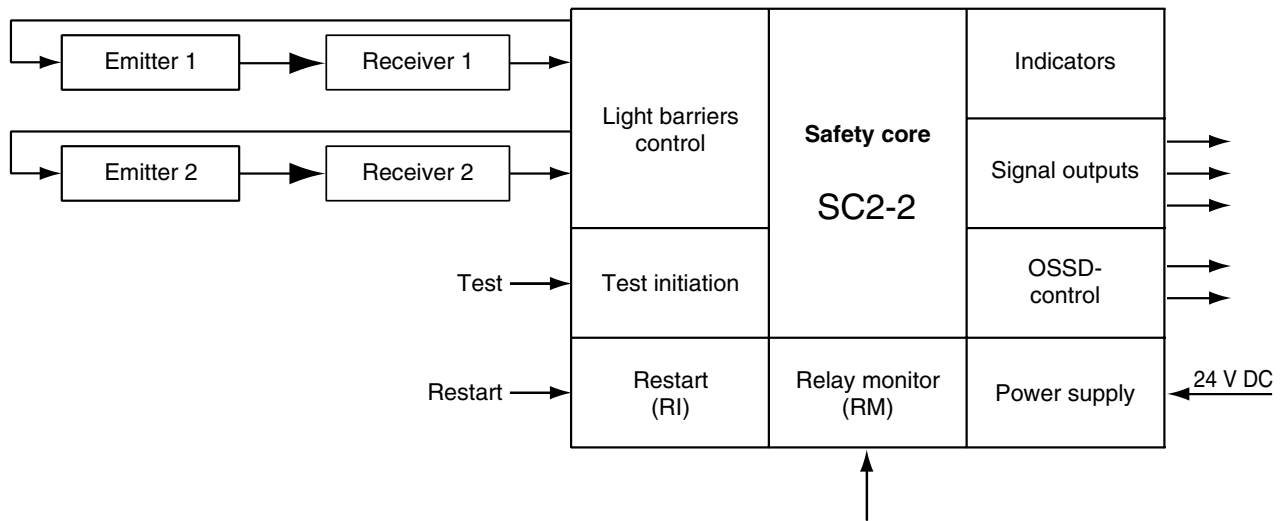 Emitter 1
Receiver 1
Emitter 2
Receiver 2
Light barriers
control
Safety core
SC2-2
Indicators
Signal outputs
Test
Test initiation
OSSD-
control
Restart
Restart
(RI)
Relay monitor
(RM)
Power supply
24 V DC